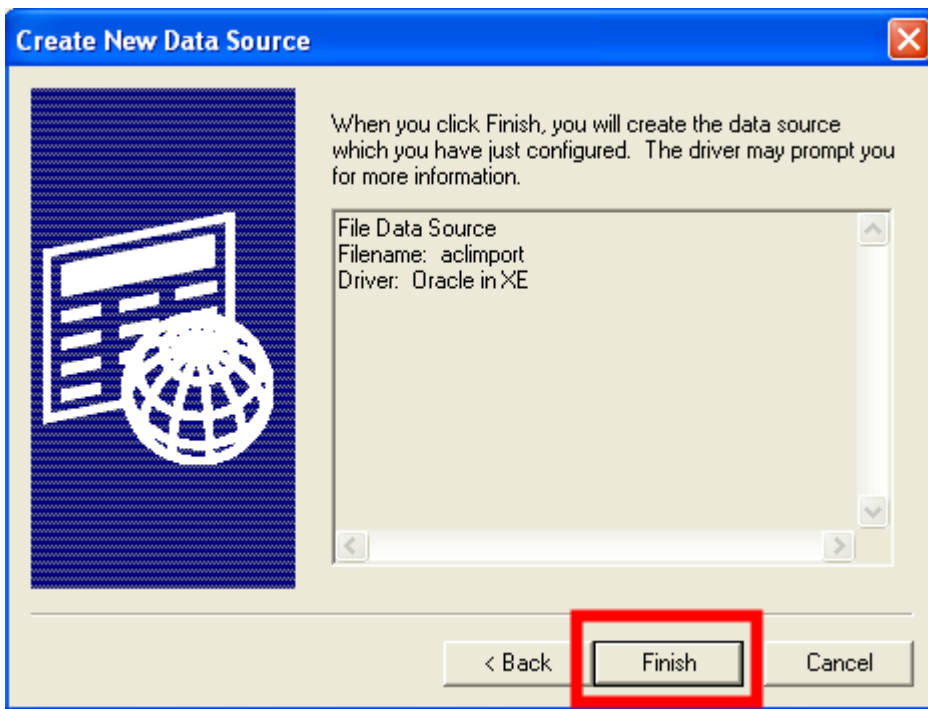 Create New Data Source
When you click Finish, you will create the data source
which you have just configured.  The driver may prompt you
for more information.
File Data Source
Filename:  aclimport
Driver:  Oracle in XE
< Back
Finish
Cancel